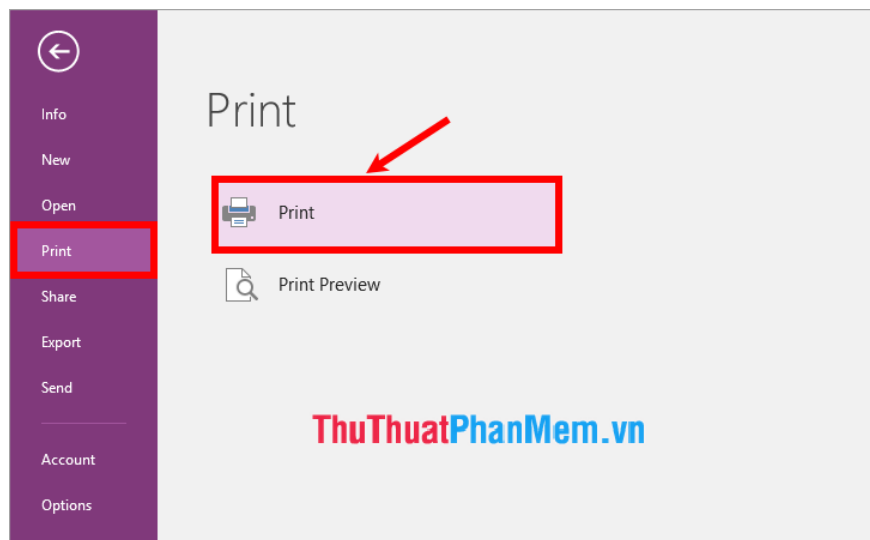 Info
New
Open
Print
Share
Export
Send
Account
Options
Print
Print
Print Preview
ThuThuatPhanMem.vn